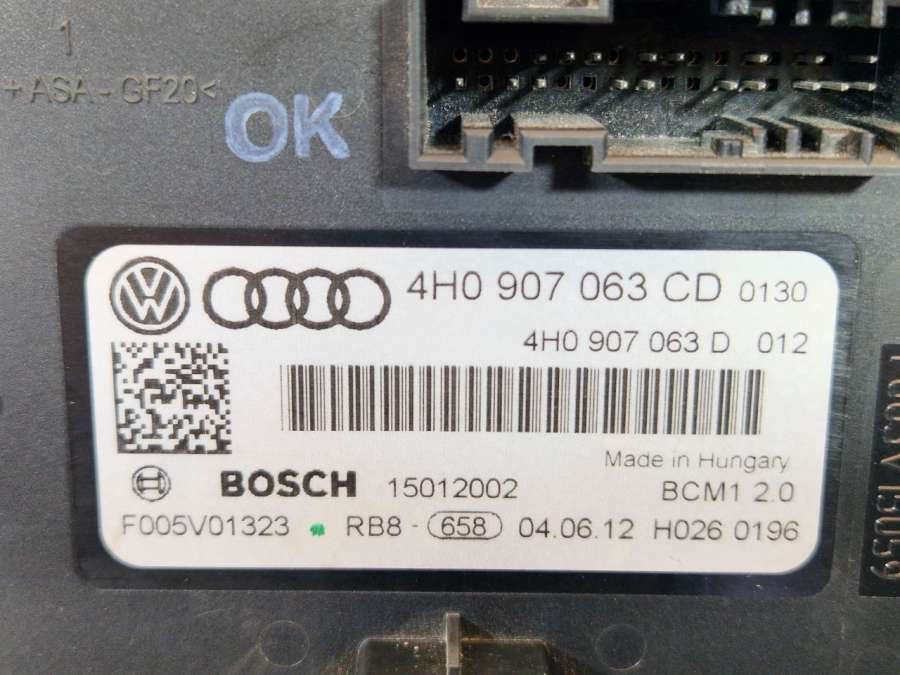 1
+ ASA - GF20<
OK
4H0 907 063 CD 0130
4H0 907 063 D 012
Made in Hungary
BOSCH 15012002 BCM1 2.0
F005V01323 RB8 - 658 04.06.12 H026 0196